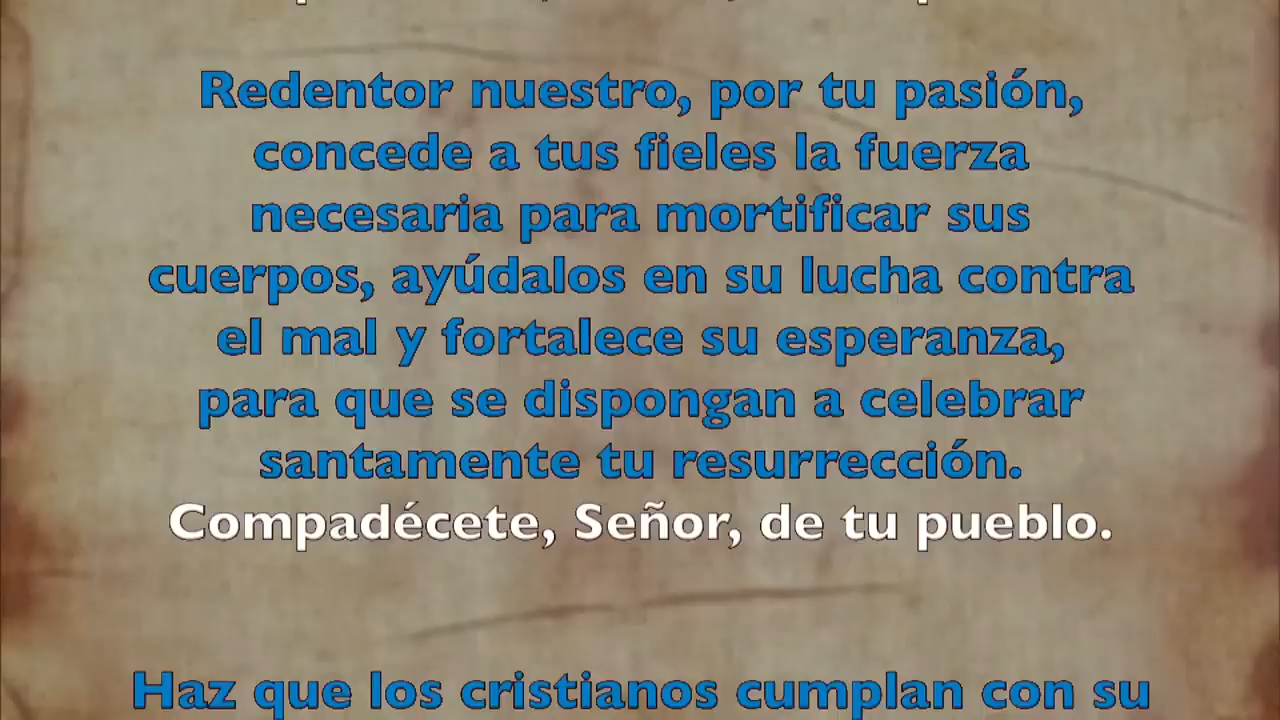 Redentor nuestro, por tu pasión,
concede a tus fieles la fuerza
necesaria para mortificar sus
cuerpos, ayúdalos en su lucha contra
el mal y fortalece su esperanza,
para que se dispongan a celebrar
santamente tu resurrección.
Compadécete, Señor, de tu pueblo.
Haz que los cristianos cumplan con su